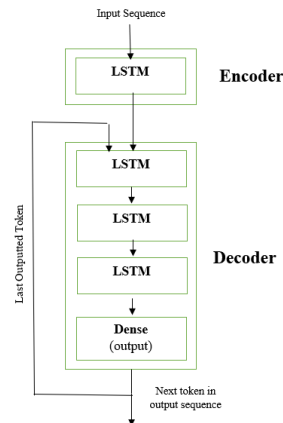 Input Sequence
LSTM
Encoder
LSTM
LSTM
LSTM
Decoder
Dense
(output)
Last Outputted Token
Next token in
output sequence